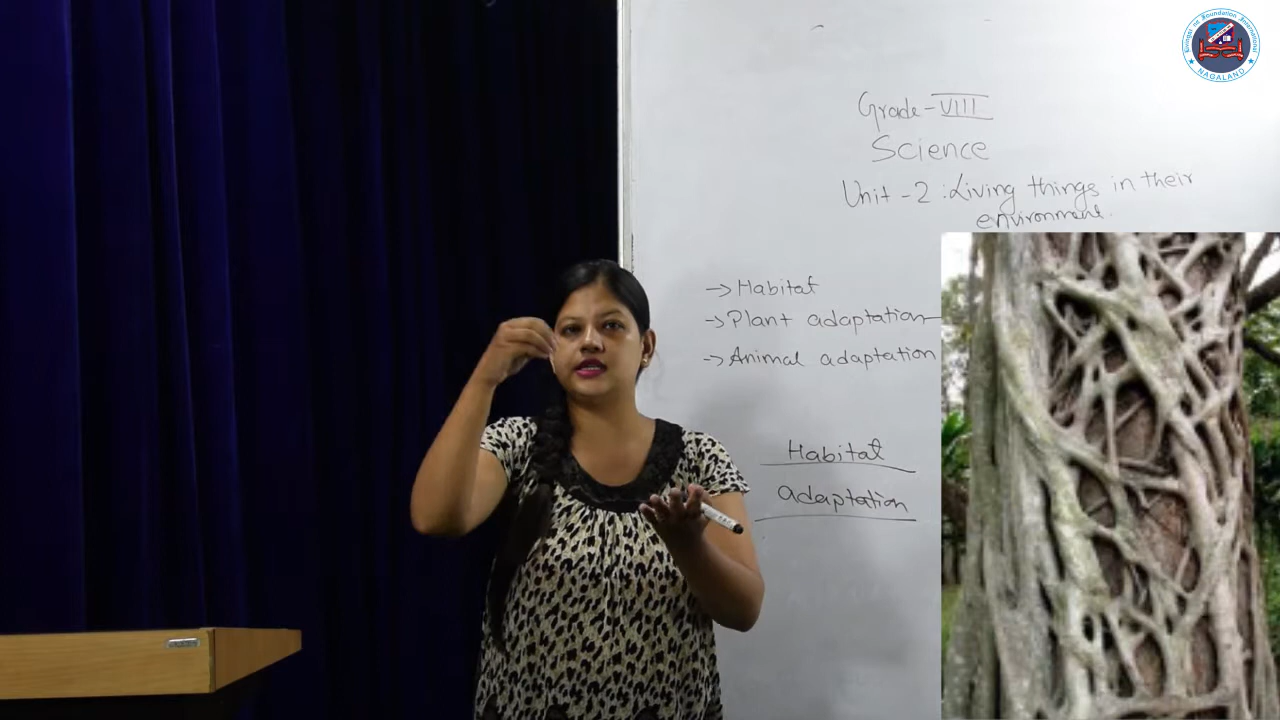 Grade-VIII
Science
Unit-2: Living things in their
environment.
→ Habitat
→ Plant adaptation
→ Animal adaptation
Habitat
adaptation
NAGALAND